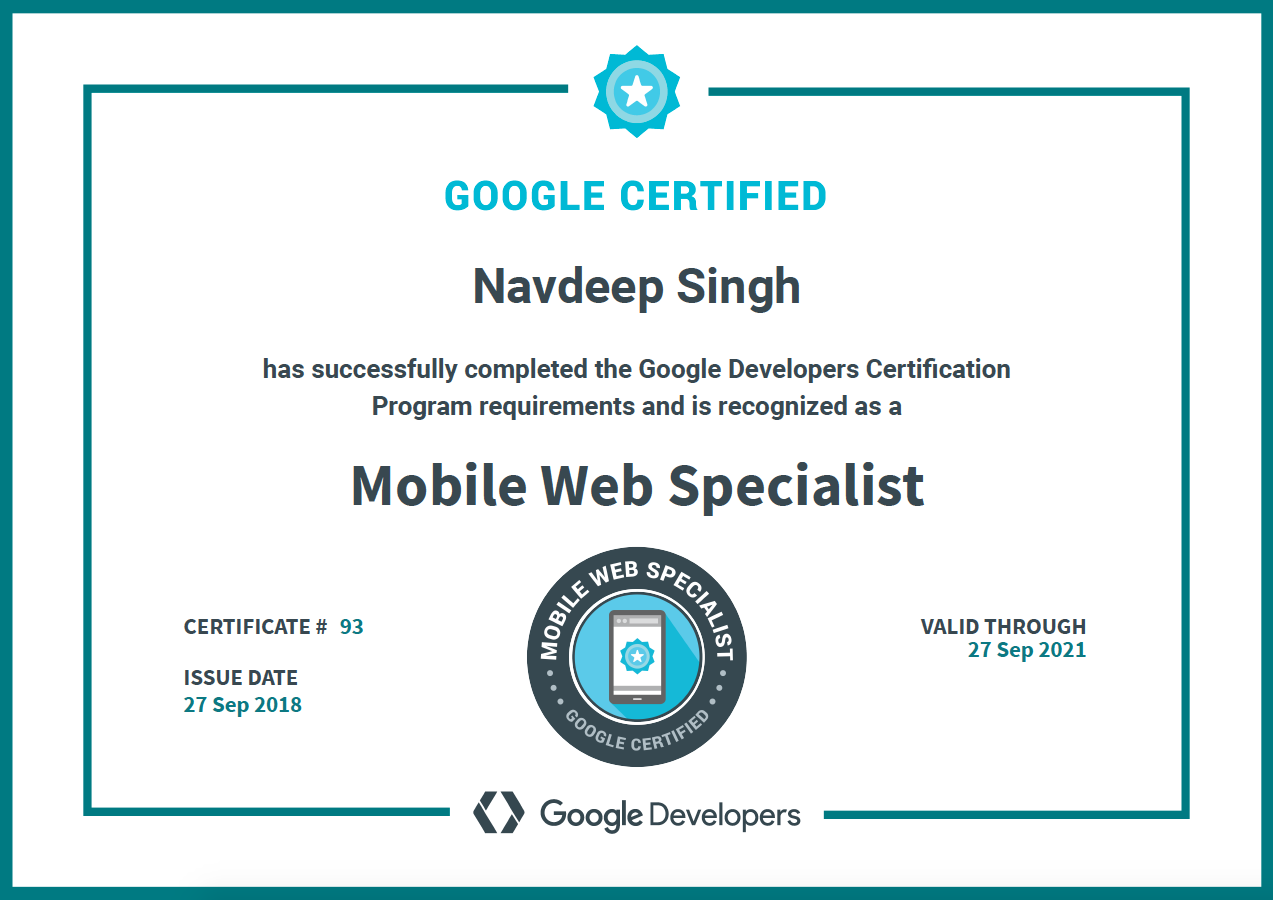 GOOGLE CERTIFIED
Navdeep Singh
has successfully completed the Google Developers Certification
Program requirements and is recognized as a
Mobile Web Specialist
MOBILE WEB SPECIALIST
GOOGLE CERTIFIED
CERTIFICATE # 93
ISSUE DATE
27 Sep 2018
VALID THROUGH
27 Sep 2021
Google Developers